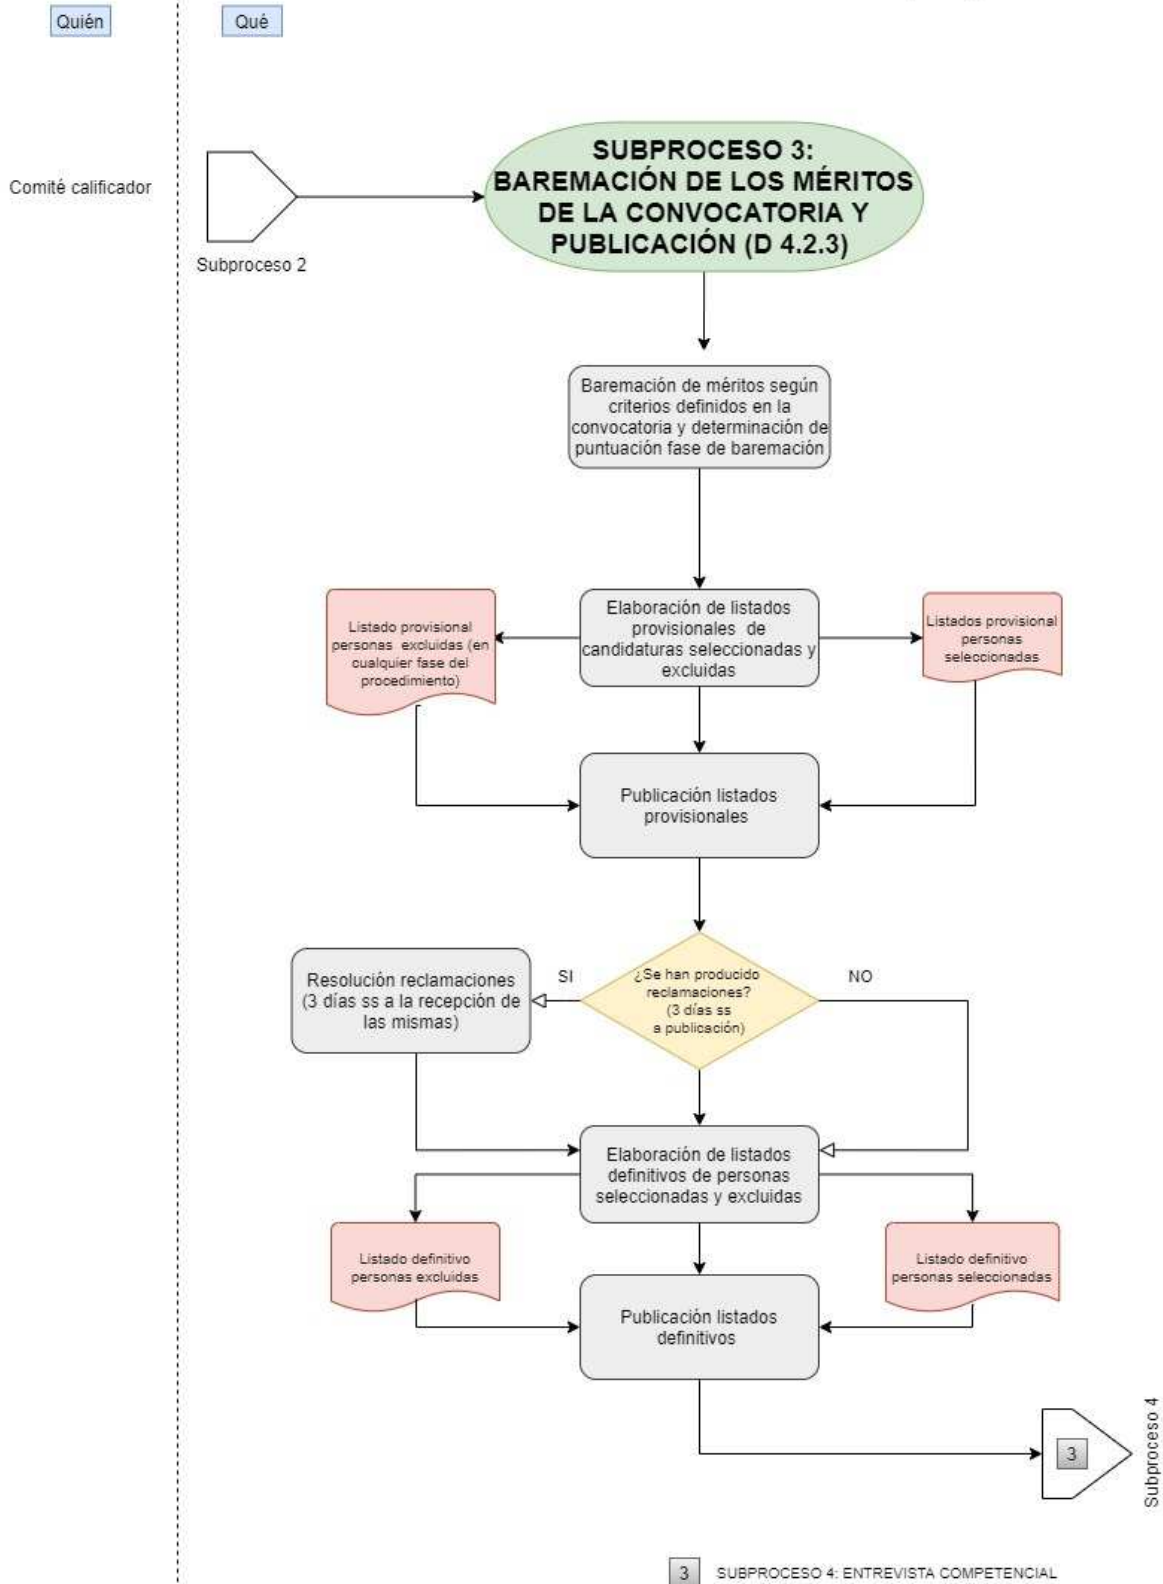 Quién
Qué
Comité calificador
Subproceso 2
SUBPROCESO 3:
BAREMACIÓN DE LOS MÉRITOS
DE LA CONVOCATORIA Y
PUBLICACIÓN (D 4.2.3)
Baremación de méritos según
criterios definidos en la
convocatoria y determinación de
puntuación fase de baremación
Listado provisional
personas excluidas (en
cualquier fase del
procedimiento)
Elaboración de listados
provisionales de
candidaturas seleccionadas y
excluidas
Listados provisional
personas
seleccionadas
Publicación listados
provisionales
Resolución reclamaciones
(3 días ss a la recepción de
las mismas)
SI
¿Se han producido
reclamaciones?
(3 días ss
a publicación)
NO
Elaboración de listados
definitivos de personas
seleccionadas y excluidas
Listado definitivo
personas excluidas
Listado definitivo
personas seleccionadas
Publicación listados
definitivos
3
Subproceso 4
3 SUBPROCESO 4: ENTREVISTA COMPETENCIAL